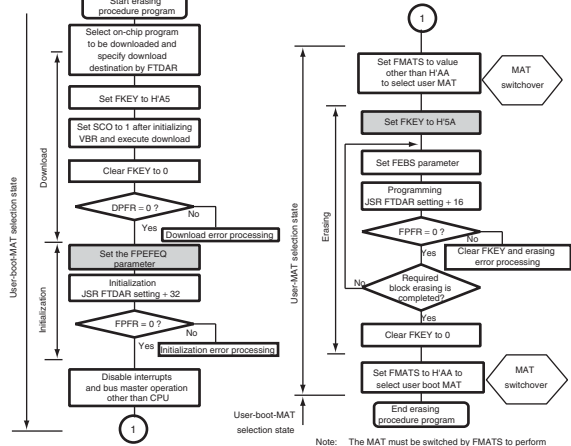 Start erasing
procedure program
Select on-chip program
to be downloaded and
specify download
destination by FTDAR
Set FKEY to H'A5
Set SCO to 1 after initializing
VBR and execute download
Clear FKEY to 0
DPFR = 0 ?
No
Yes
Download error processing
Set the FPEFEQ
parameter
Initialization
JSR FTDAR setting + 32
FPFR = 0 ?
No
Yes
Initialization error processing
Disable interrupts
and bus master operation
other than CPU
1
User-boot-MAT selection state
Download
Initialization
1
Set FMATS to value
other than H'AA
to select user MAT
MAT
switchover
Set FKEY to H'5A
Set FEBS parameter
Programming
JSR FTDAR setting + 16
FPFR = 0 ?
No
Yes
Clear FKEY and erasing
error processing
Required
block erasing is
completed?
No
Yes
Clear FKEY to 0
Set FMATS to H'AA to
select user boot MAT
MAT
switchover
End erasing
procedure program
User-MAT selection state
Erasing
User-boot-MAT
selection state
Note: The MAT must be switched by FMATS to perform